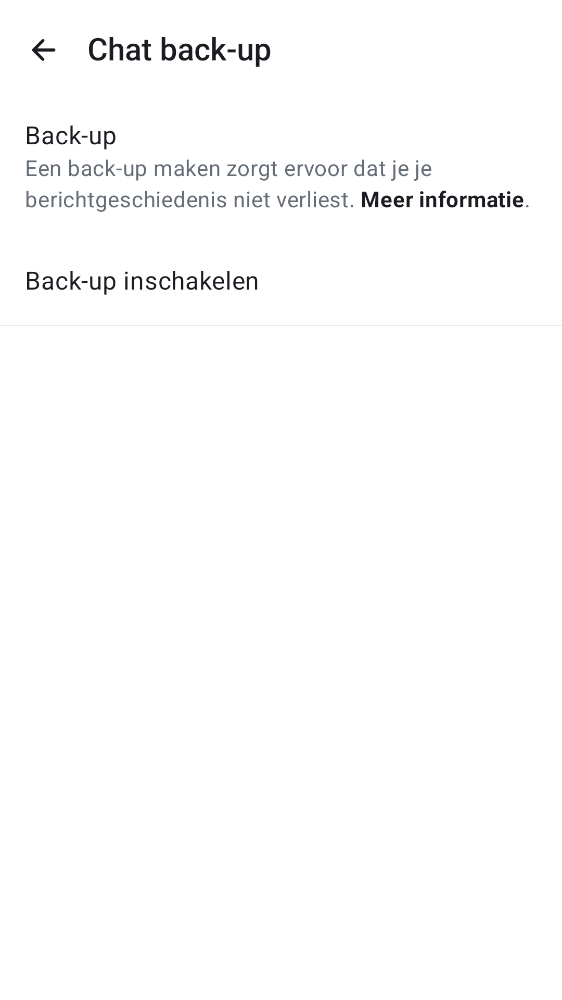 Chat back-up
Back-up
Een back-up maken zorgt ervoor dat je je
berichtgeschiedenis niet verliest. Meer informatie.
Back-up inschakelen